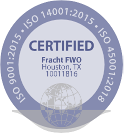 ISO 9001:2015 • ISO 14001:2015 • ISO 45001:2018
CERTIFIED
Fracht FWO
Houston, TX
10011816